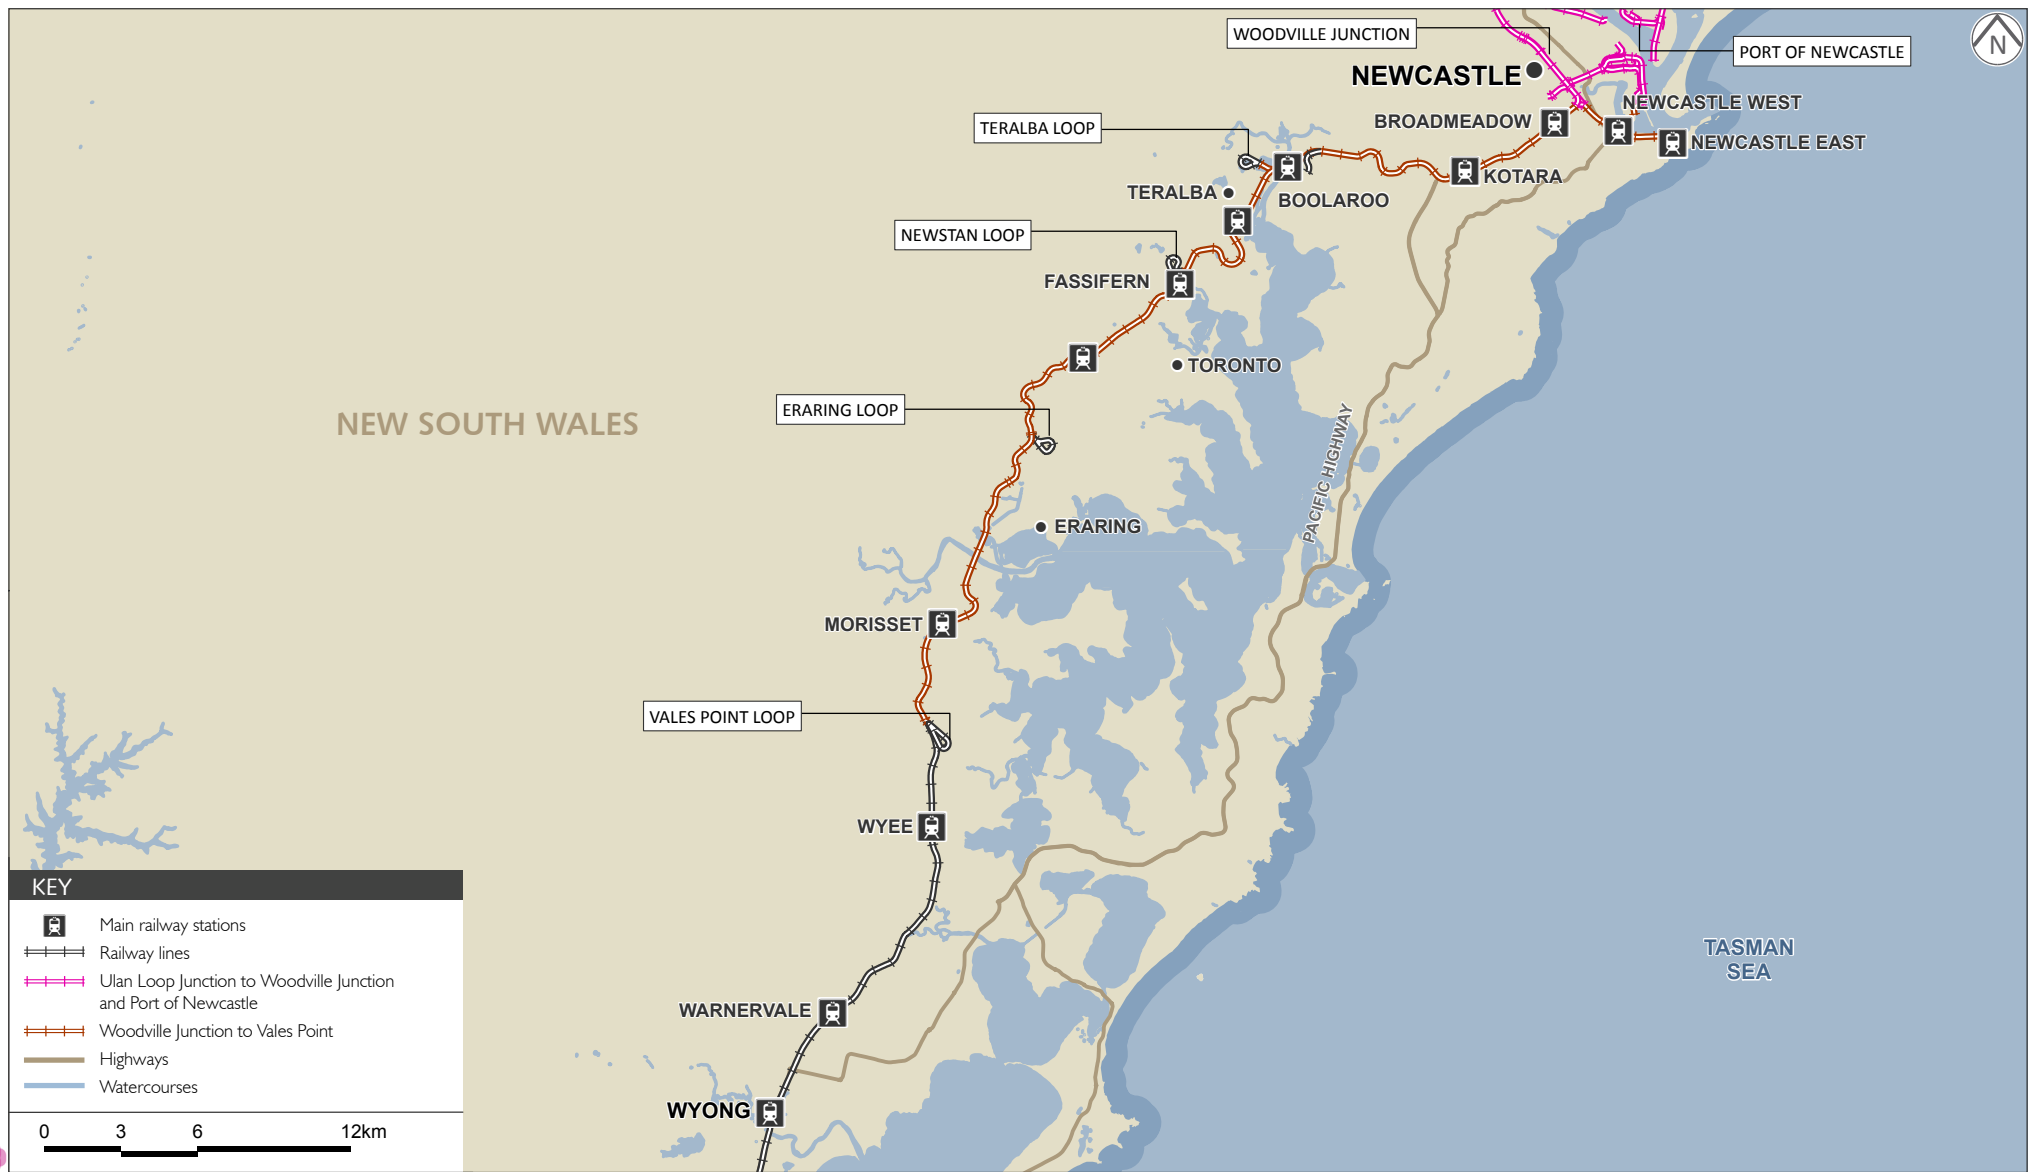 WOODVILLE JUNCTION
PORT OF NEWCASTLE
N
NEWCASTLE
NEWCASTLE WEST
BROADMEADOW
TERALBA LOOP
NEWCASTLE EAST
KOTARA
TERALBA
BOOLAROO
NEWSTAN LOOP
FASSIFERN
TORONTO
ERARING LOOP
NEW SOUTH WALES
PACIFIC HIGHWAY
ERARING
MORISSET
VALES POINT LOOP
WYEE
TASMAN
SEA
WARNERVALE
WYONG
KEY
Main railway stations
Railway lines
Ulan Loop Junction to Woodville Junction
and Port of Newcastle
Woodville Junction to Vales Point
Highways
Watercourses
0 3 6 12km